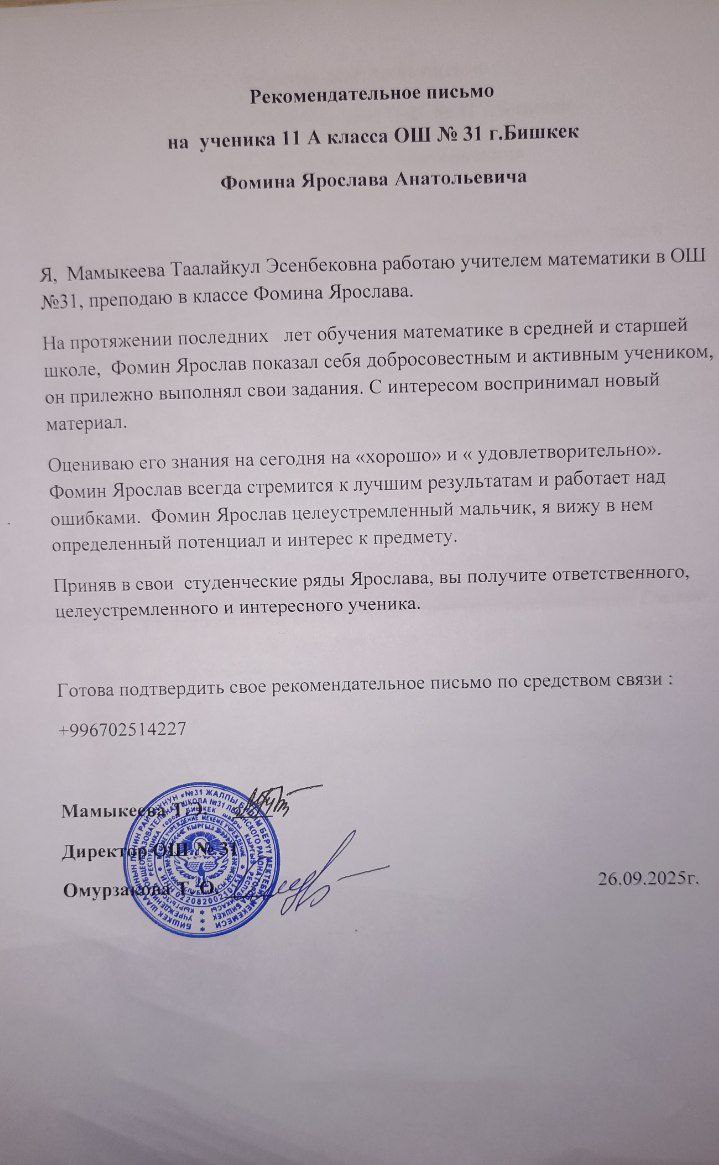 Рекомендательное письмо
на ученика 11 А класса ОШ № 31 г.Бишкек
Фомина Ярослава Анатольевича
Я, Мамыкеева Таалайкул Эсенбековна работаю учителем математики в ОШ
№31, преподаю в классе Фомина Ярослава.
На протяжении последних лет обучения математике в средней и старшей
школе, Фомин Ярослав показал себя добросовестным и активным учеником,
он прилежно выполнял свои задания. С интересом воспринимал новый
материал.
Оцениваю его знания на сегодня на «хорошо» и « удовлетворительно».
Фомин Ярослав всегда стремится к лучшим результатам и работает над
ошибками. Фомин Ярослав целеустремленный мальчик, я вижу в нем
определенный потенциал и интерес к предмету.
Приняв в свои студенческие ряды Ярослава, вы получите ответственного,
целеустремленного и интересного ученика.
Готова подтвердить свое рекомендательное письмо по средством связи :
+996702514227
Мамыкеева Т. Э.
Директор ОШ № 31
Омурзакова Т. О.
26.09.2025г.